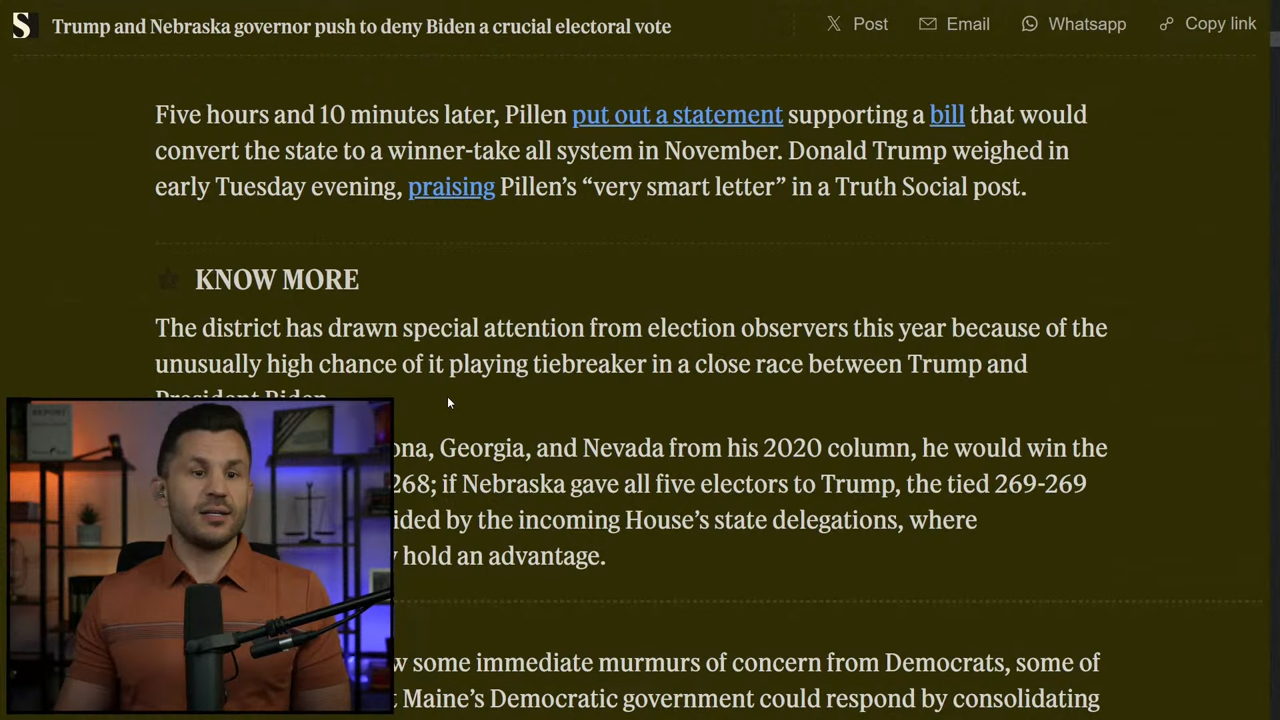 S Trump and Nebraska governor push to deny Biden a crucial electoral vote Post Email Whatsapp Copy link
Five hours and 10 minutes later, Pillen put out a statement supporting a bill that would
convert the state to a winner-take all system in November. Donald Trump weighed in
early Tuesday evening, praising Pillen’s “very smart letter” in a Truth Social post.
KNOW MORE
The district has drawn special attention from election observers this year because of the
unusually high chance of it playing tiebreaker in a close race between Trump and
President Biden.
ona, Georgia, and Nevada from his 2020 column, he would win the
268; if Nebraska gave all five electors to Trump, the tied 269-269
ided by the incoming House’s state delegations, where
y hold an advantage.
w some immediate murmurs of concern from Democrats, some of
t Maine’s Democratic government could respond by consolidating